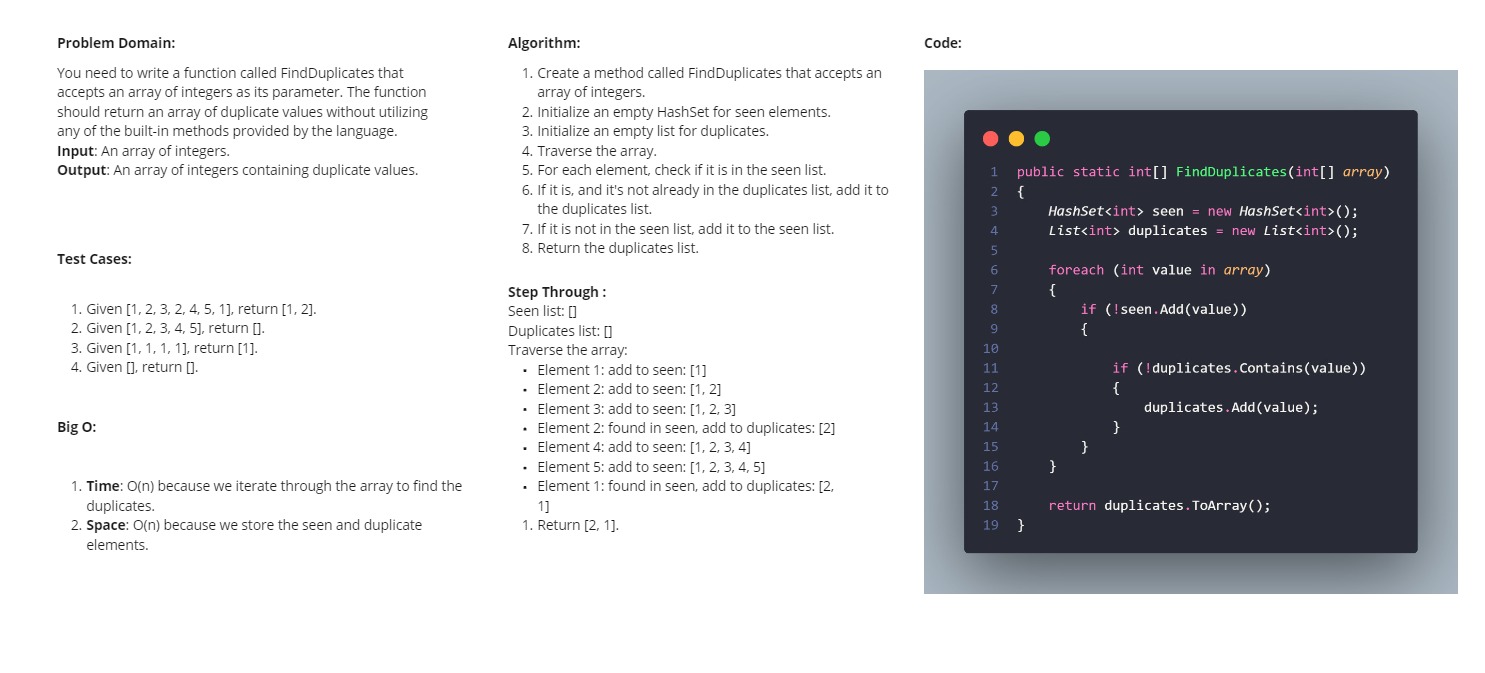 Problem Domain:
You need to write a function called FindDuplicates that
accepts an array of integers as its parameter. The function
should return an array of duplicate values without utilizing
any of the built-in methods provided by the language.
Input: An array of integers.
Output: An array of integers containing duplicate values.
Test Cases:
1. Given [1, 2, 3, 2, 4, 5, 1], return [1, 2].
2. Given [1, 2, 3, 4, 5], return [].
3. Given [1, 1, 1, 1], return [1].
4. Given [], return [].
Big O:
1. Time: O(n) because we iterate through the array to find the
duplicates.
2. Space: O(n) because we store the seen and duplicate
elements.
Algorithm:
1. Create a method called FindDuplicates that accepts an
array of integers.
2. Initialize an empty HashSet for seen elements.
3. Initialize an empty list for duplicates.
4. Traverse the array.
5. For each element, check if it is in the seen list.
6. If it is, and it's not already in the duplicates list, add it to
the duplicates list.
7. If it is not in the seen list, add it to the seen list.
8. Return the duplicates list.
Step Through :
Seen list: []
Duplicates list: []
Traverse the array:
• Element 1: add to seen: [1]
• Element 2: add to seen: [1, 2]
• Element 3: add to seen: [1, 2, 3]
• Element 2: found in seen, add to duplicates: [2]
• Element 4: add to seen: [1, 2, 3, 4]
• Element 5: add to seen: [1, 2, 3, 4, 5]
• Element 1: found in seen, add to duplicates: [2,
1]
1. Return [2, 1].
Code:
1 public static int[] FindDuplicates(int[] array)
2 {
3     HashSet<int> seen = new HashSet<int>();
4     List<int> duplicates = new List<int>();
5
6     foreach (int value in array)
7     {
8         if (!seen.Add(value))
9         {
10
11             if (!duplicates.Contains(value))
12             {
13                 duplicates.Add(value);
14             }
15         }
16     }
17
18     return duplicates.ToArray();
19 }